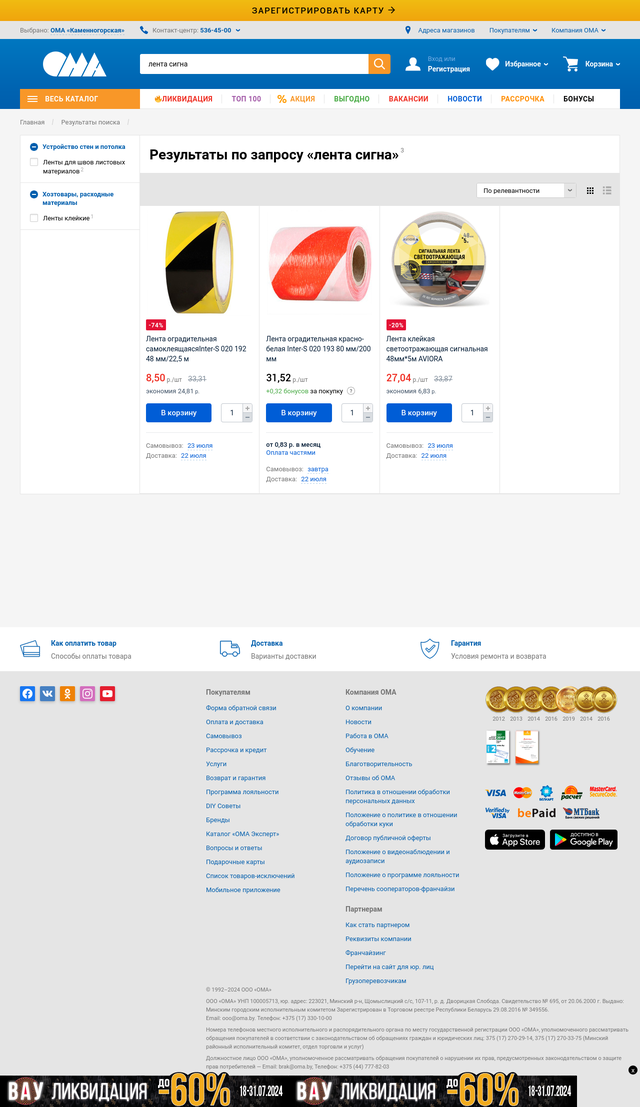 ЗАРЕГИСТРИРОВАТЬ КАРТУ →
Выбрано: ОМА «Каменногорская»
Контакт-центр: 536-45-00
Адреса магазинов
Покупателям
Компания ОМА
ОМА
лента сигна
Вход или
Регистрация
Избранное
Корзина
ВЕСЬ КАТАЛОГ
ЛИКВИДАЦИЯ
ТОП 100
% АКЦИЯ
ВЫГОДНО
ВАКАНСИИ
НОВОСТИ
РАССРОЧКА
БОНУСЫ
Главная / Результаты поиска /
Устройство стен и потолка
Ленты для швов листовых
материалов 2
Хозтовары, расходные
материалы
Ленты клейкие 1
Результаты по запросу «лента сигна» 3
По релевантности
СИГНАЛЬНАЯ ЛЕНТА
СВЕТООТРАЖАЮЩАЯ
-74%
Лента оградительная
самоклеящаясяInter-S 020 192
48 мм/22,5 м
8,50 р./шт 33,31
экономия 24,81 р.
В корзину
1
Самовывоз: 23 июля
Доставка: 22 июля
Лента оградительная красно-
белая Inter-S 020 193 80 мм/200
мм
31,52 р./шт
+0,32 бонусов за покупку
В корзину
1
от 0,83 р. в месяц
Оплата частями
Самовывоз: завтра
Доставка: 22 июля
-20%
Лента клейкая
светоотражающая сигнальная
48мм*5м AVIORA
27,04 р./шт 33,87
экономия 6,83 р.
В корзину
1
Самовывоз: 23 июля
Доставка: 22 июля
Как оплатить товар
Способы оплаты товара
Доставка
Варианты доставки
Гарантия
Условия ремонта и возврата
Покупателям
Форма обратной связи
Оплата и доставка
Самовывоз
Рассрочка и кредит
Услуги
Возврат и гарантия
Программа лояльности
DIY Советы
Бренды
Каталог «ОМА Эксперт»
Вопросы и ответы
Подарочные карты
Список товаров-исключений
Мобильное приложение
Компания ОМА
О компании
Новости
Работа в ОМА
Обучение
Благотворительность
Отзывы об ОМА
Политика в отношении обработки
персональных данных
Положение о политике в отношении
обработки куки
Договор публичной оферты
Положение о видеонаблюдении и
аудиозаписи
Положение о программе лояльности
Перечень сооператоров-франчайзи
Партнерам
Как стать партнером
Реквизиты компании
Франчайзинг
Перейти на сайт для юр. лиц
Грузоперевозчикам
2012 2013 2014 2016 2019 2014 2016
VISA MasterCard БЕЛКАРТ расчет MasterCard. SecureCode.
Verified by VISA bePaid MTBank
Загрузите в App Store
ДОСТУПНО В Google Play
© 1992–2024 ООО «ОМА»
ООО «ОМА» УНП 100005713, юр. адрес: 223021, Минский р-н, Щомыслицкий с/с, 107-11, р. д. Дворицкая Слобода. Свидетельство № 695, от 20.06.2000 г. Выдано:
Минским городским исполнительным комитетом Зарегистрирован в Торговом реестре Республики Беларусь 29.08.2016 № 349556.
Email: ooo@oma.by. Телефон: +375 (17) 330-10-00
Номера телефонов местного исполнительного и распорядительного органа по месту государственной регистрации ООО «ОМА», уполномоченного рассматривать
обращения покупателей в соответствии с законодательством об обращениях граждан и юридических лиц: 375 (17) 270-29-14; 375 (17) 270-33-75 (Минский
районный исполнительный комитет, отдел торговли и услуг)
Должностное лицо ООО «ОМА», уполномоченное рассматривать обращения покупателей о нарушении их прав, предусмотренных законодательством о защите
прав потребителей — Email: brak@oma.by, Телефон: +375 (44) 777-82-03
x
ВАУ ЛИКВИДАЦИЯ до -60% 18-31.07.2024 ВАУ ЛИКВИДАЦИЯ до -60% 18-31.07.2024